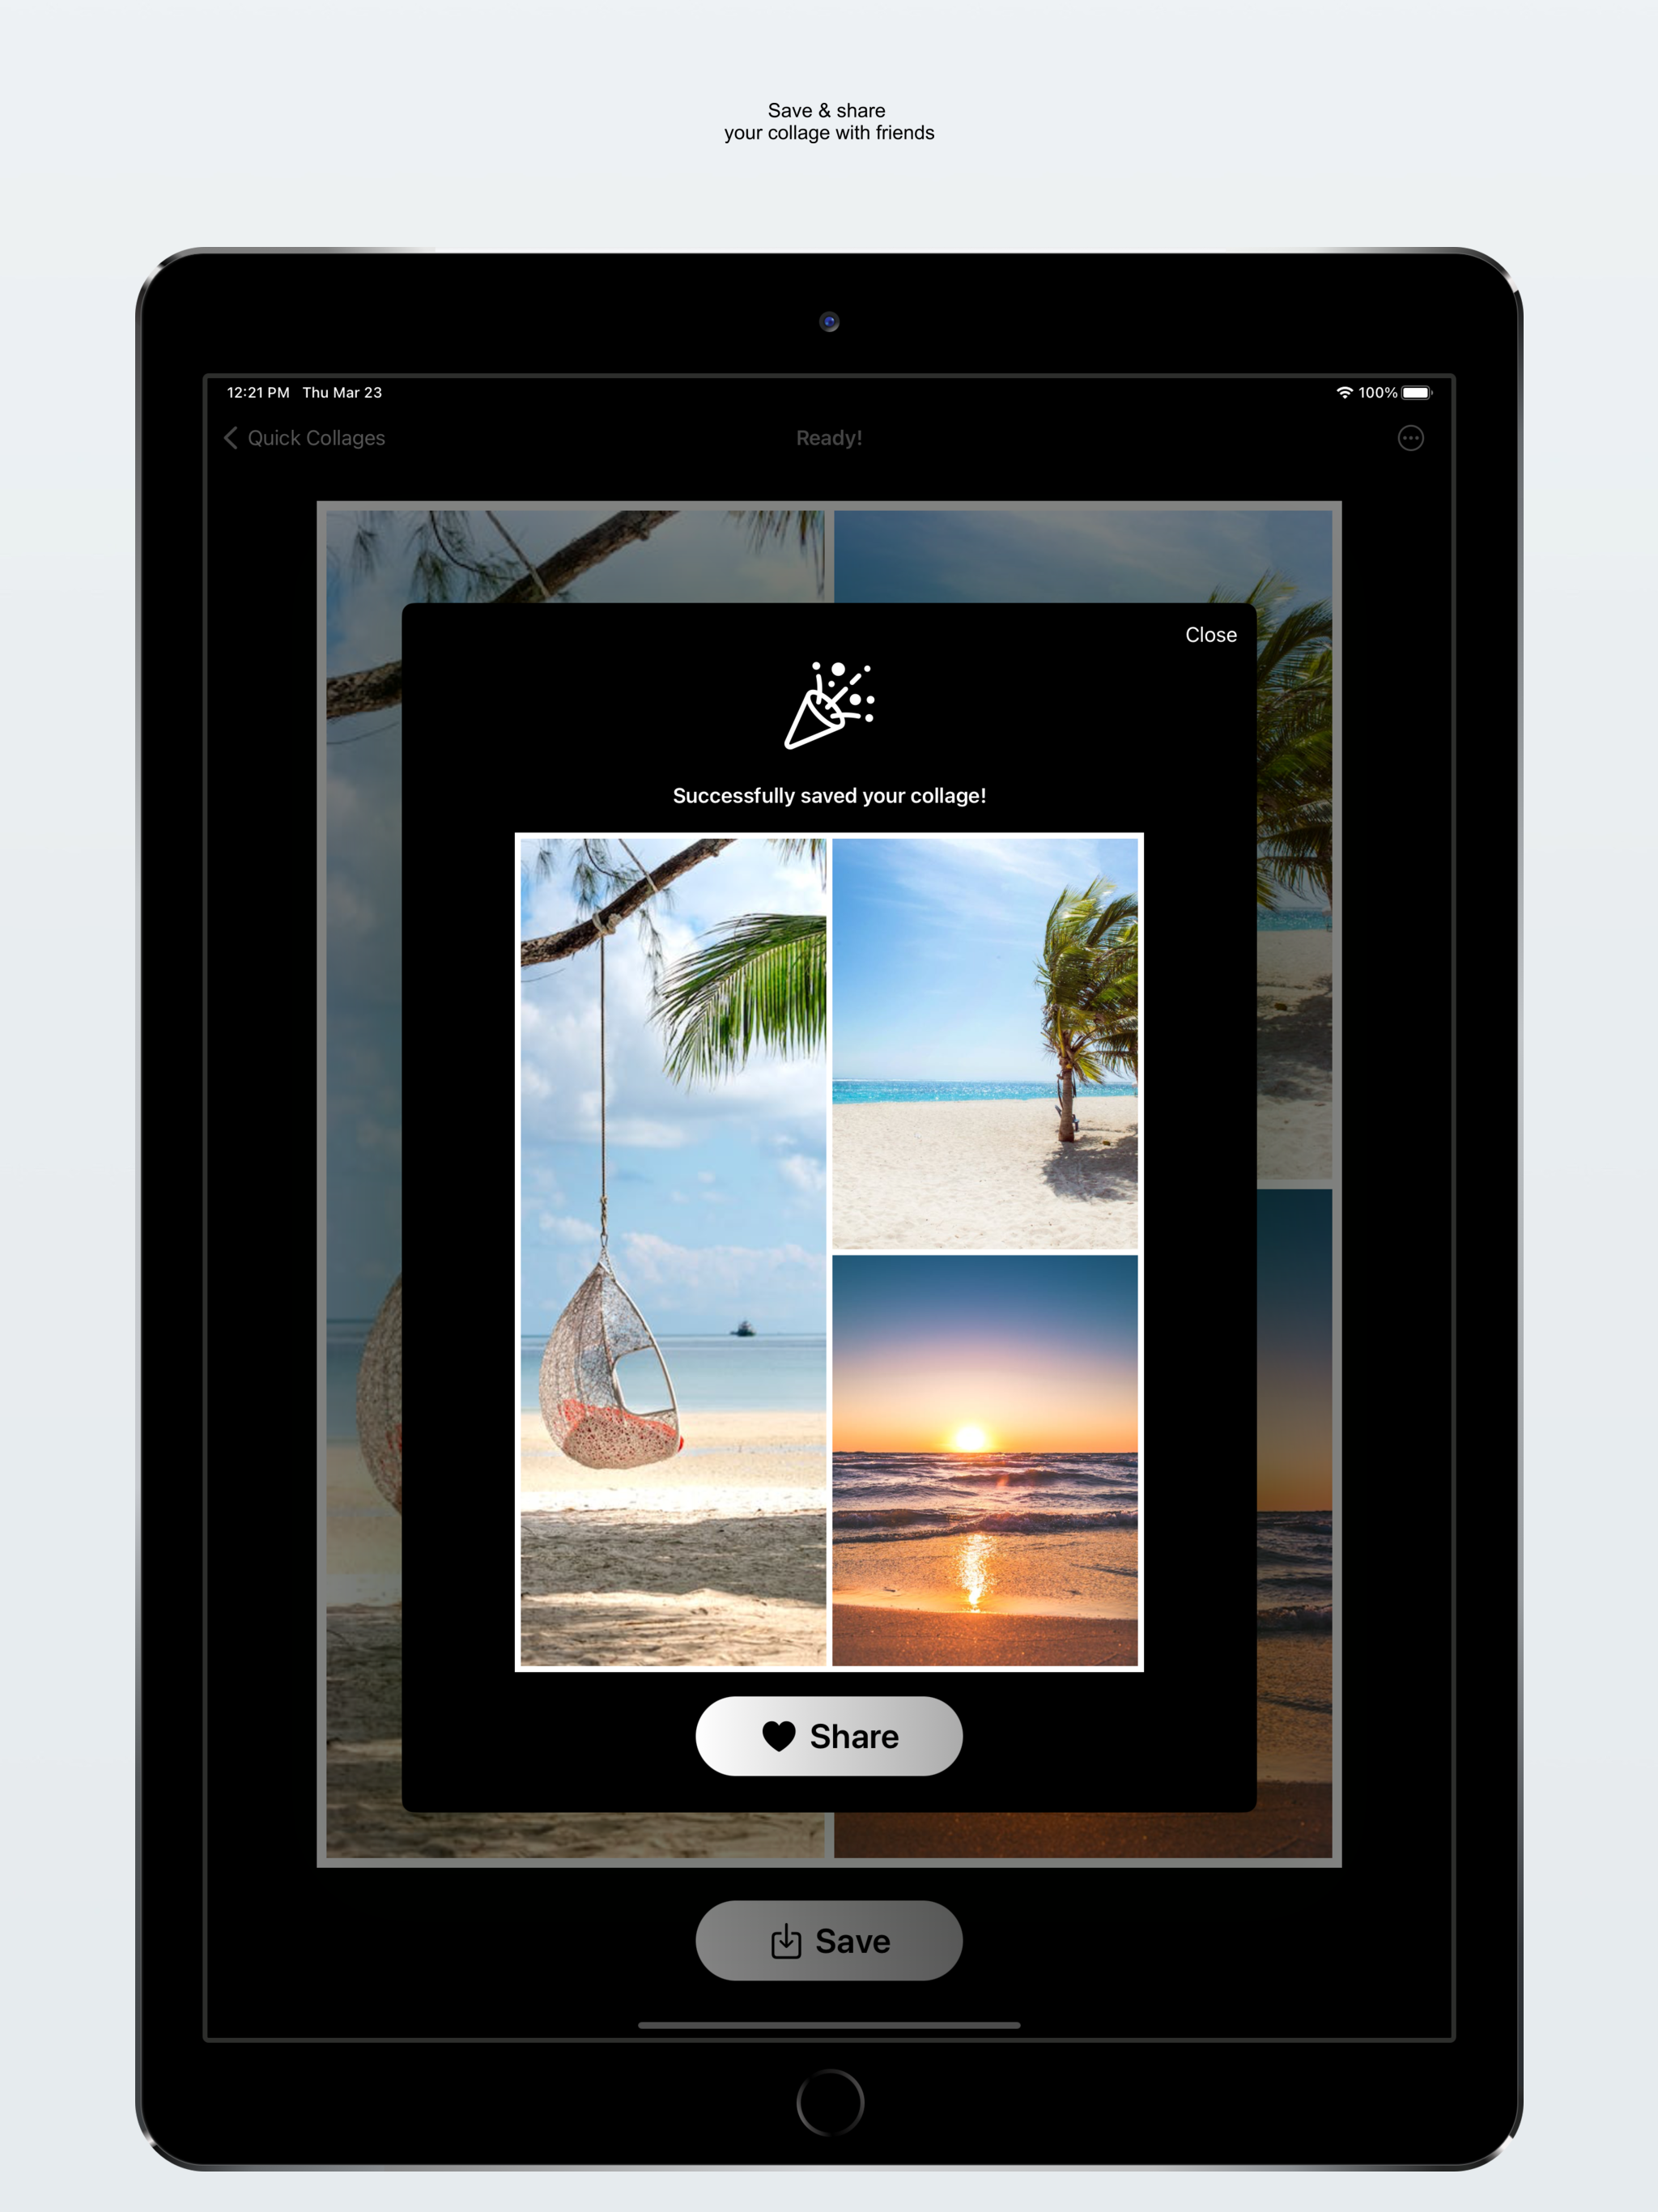 Save & share
your collage with friends
12:21 PM Thu Mar 23
100%
Quick Collages
Ready!
Close
Successfully saved your collage!
Share
Save